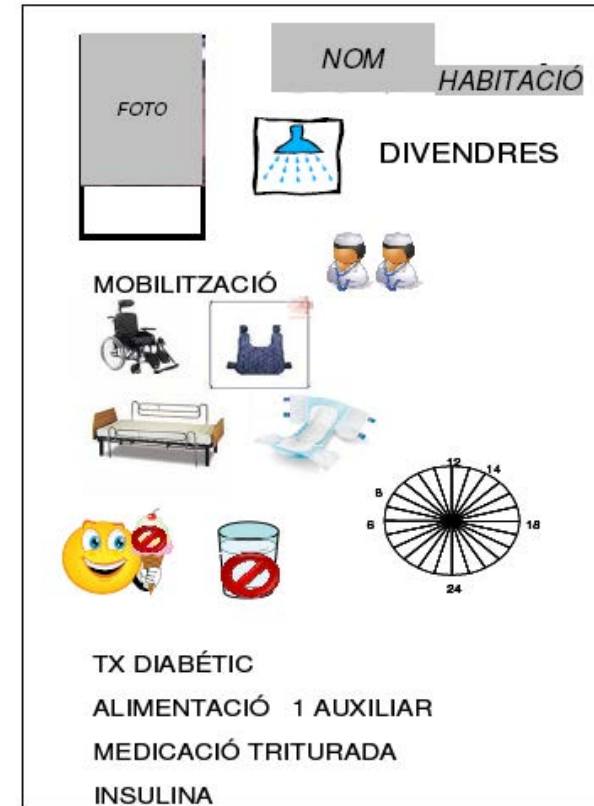 NOM
HABITACIÓ
FOTO
DIVENDRES
MOBILITZACIÓ
12
14
8
6
18
24
TX DIABÉTIC
ALIMENTACIÓ 1 AUXILIAR
MEDICACIÓ TRITURADA
INSULINA